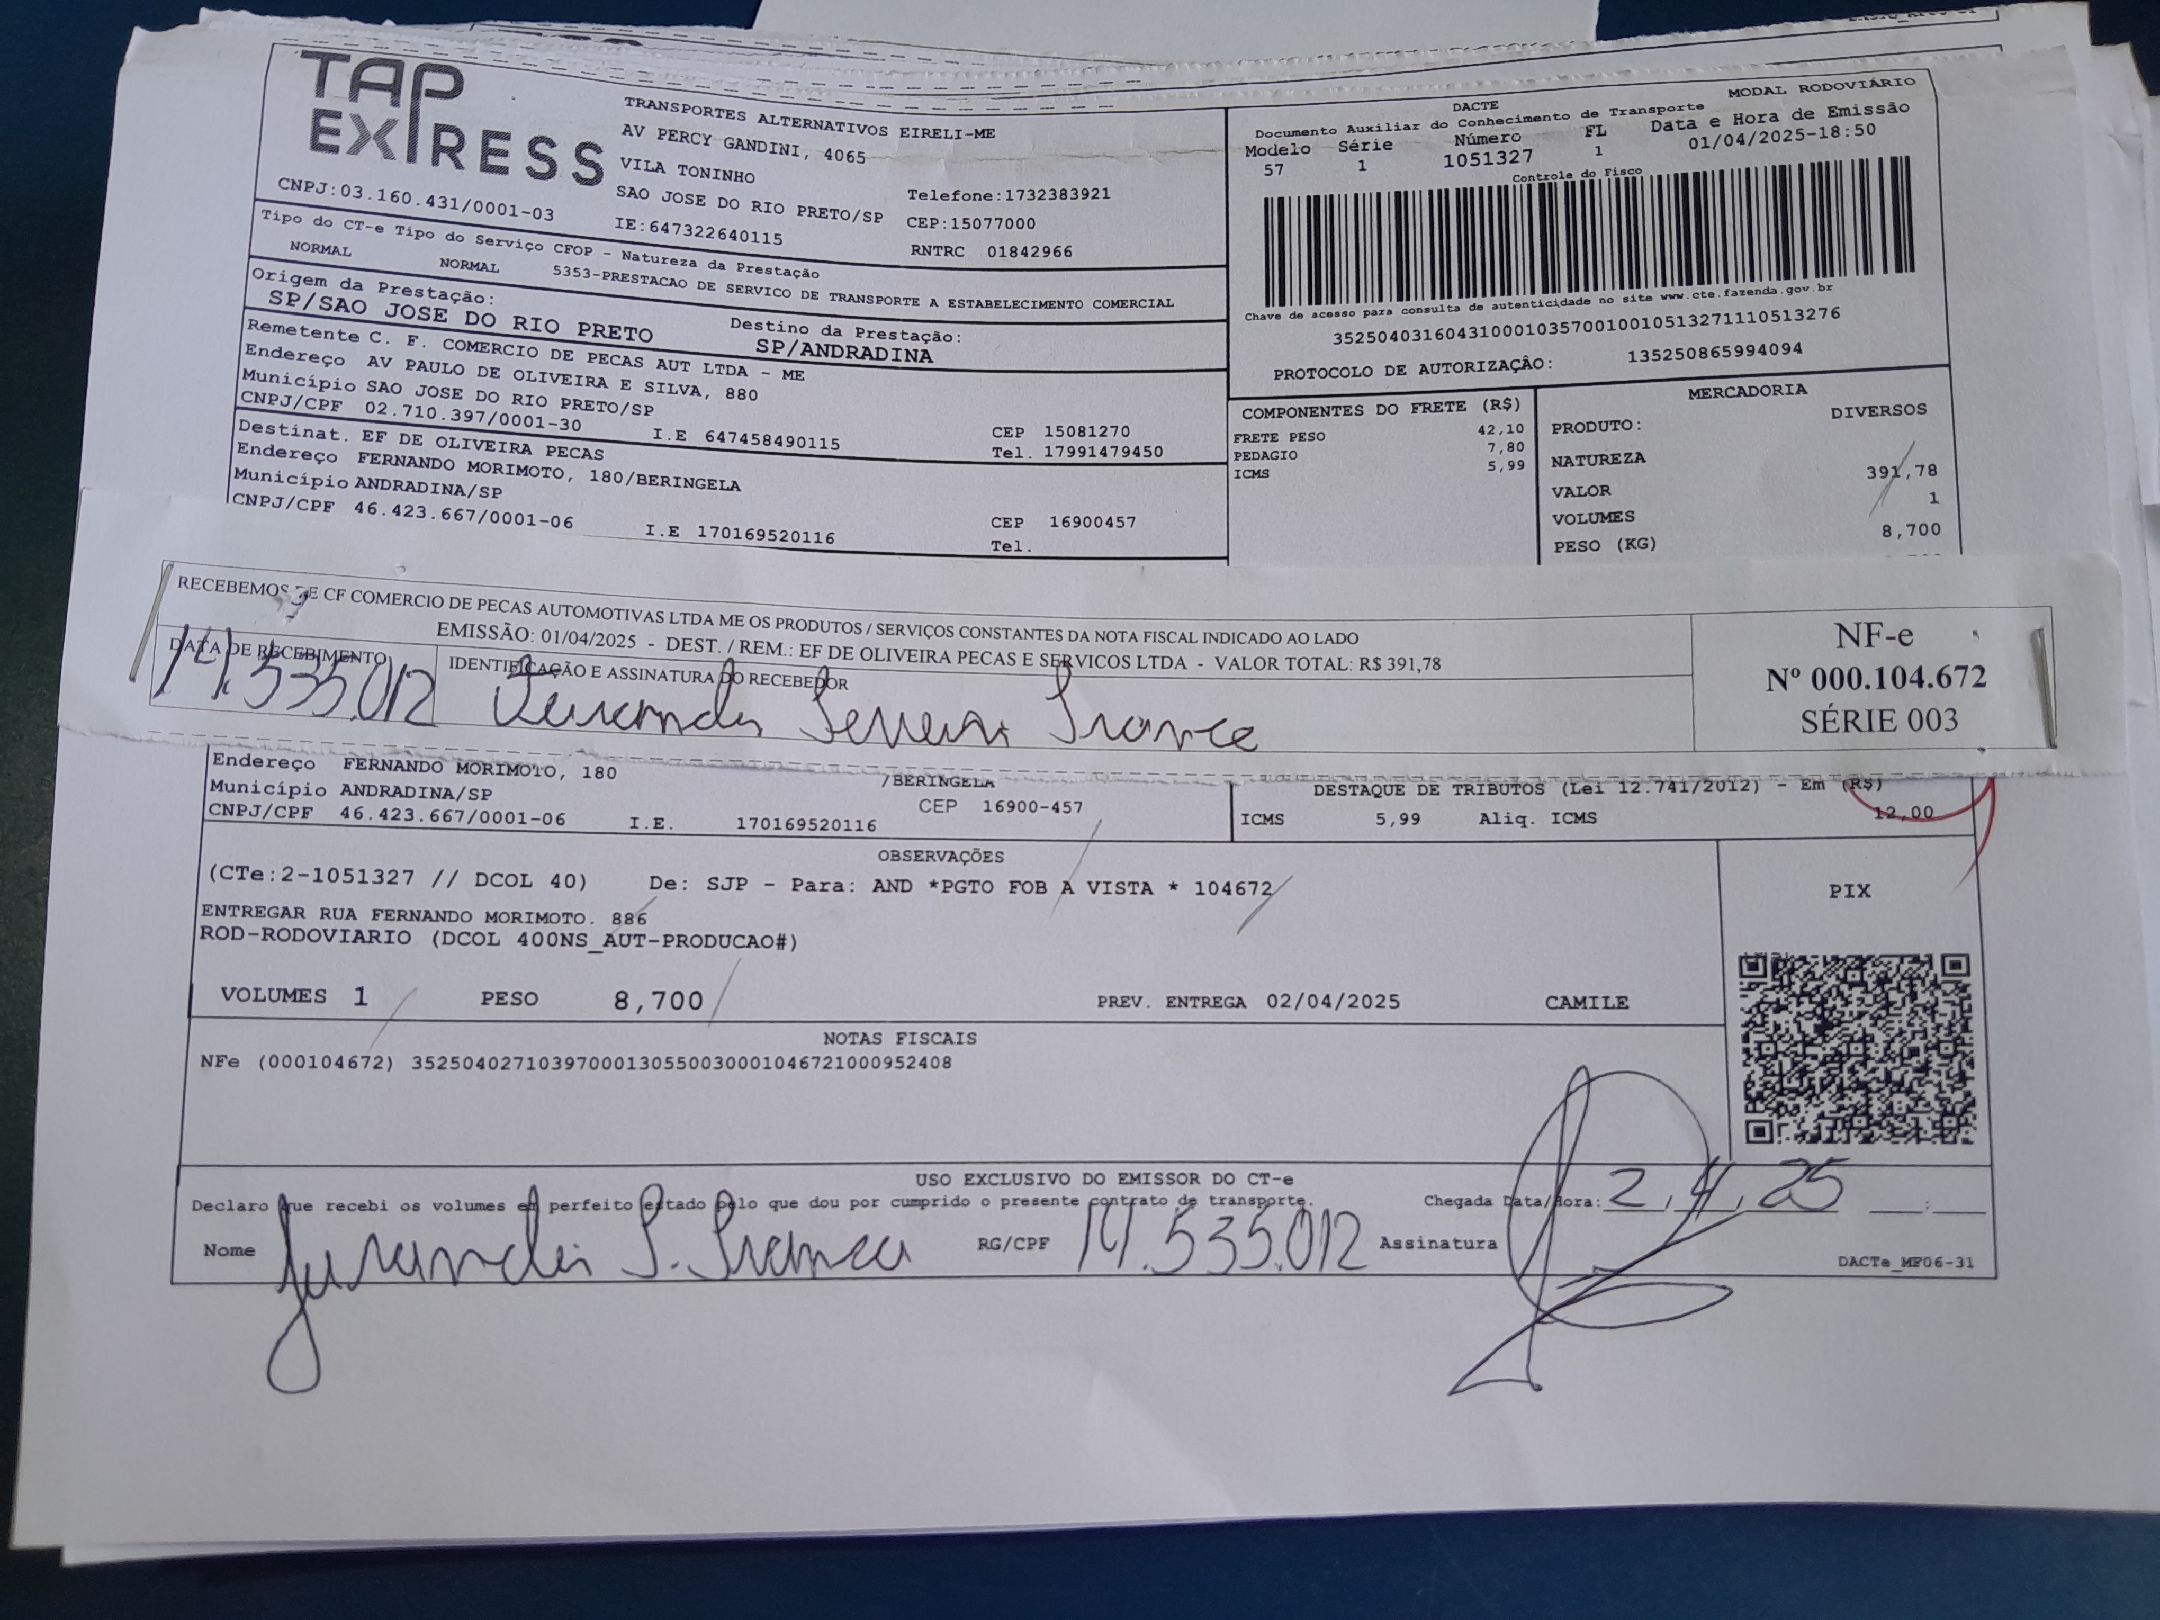 TAP
EXPRESS
TRANSPORTES ALTERNATIVOS EIRELI-ME
AV PERCY GANDINI, 4065
VILA TONINHO
SAO JOSE DO RIO PRETO/SP
IE:647322640115
Telefone:1732383921
CEP:15077000
RNTRC 01842966
CNPJ:03.160.431/0001-03
Tipo do CT-e Tipo do Serviço CFOP - Natureza da Prestação
NORMAL NORMAL 5353-PRESTACAO DE SERVICO DE TRANSPORTE A ESTABELECIMENTO COMERCIAL
Origem da Prestação: Destino da Prestação:
SP/SAO JOSE DO RIO PRETO SP/ANDRADINA
Remetente C. F. COMERCIO DE PECAS AUT LTDA - ME
Endereço AV PAULO DE OLIVEIRA E SILVA, 880
Município SAO JOSE DO RIO PRETO/SP CEP 15081270
CNPJ/CPF 02.710.397/0001-30 I.E 647458490115 Tel. 17991479450
Destinat. EF DE OLIVEIRA PECAS
Endereço FERNANDO MORIMOTO, 180/BERINGELA
Município ANDRADINA/SP CEP 16900457
CNPJ/CPF 46.423.667/0001-06 I.E 170169520116 Tel.
MODAL RODOVIÁRIO
DACTE
Documento Auxiliar do Conhecimento de Transporte
Modelo Série Número FL Data e Hora de Emissão
57 1 1051327 1 01/04/2025-18:50
Controle do Fisco
Chave de acesso para consulta de autenticidade no site www.cte.fazenda.gov.br
35250403160431000103570010010513271110513276
PROTOCOLO DE AUTORIZAÇÂO: 135250865994094
COMPONENTES DO FRETE (R$)
FRETE PESO 42,10
PEDAGIO 7,80
ICMS 5,99
MERCADORIA
PRODUTO: DIVERSOS
NATUREZA
VALOR 391,78
VOLUMES 1
PESO (KG) 8,700
RECEBEMOS DE CF COMERCIO DE PECAS AUTOMOTIVAS LTDA ME OS PRODUTOS / SERVIÇOS CONSTANTES DA NOTA FISCAL INDICADO AO LADO
EMISSÃO: 01/04/2025 - DEST. / REM.: EF DE OLIVEIRA PECAS E SERVICOS LTDA - VALOR TOTAL: R$ 391,78
DATA DE RECEBIMENTO IDENTIFICAÇÃO E ASSINATURA DO RECEBEDOR
14.535.012
NF-e
Nº 000.104.672
SÉRIE 003
Endereço FERNANDO MORIMOTO, 180 /BERINGELA
Município ANDRADINA/SP CEP 16900-457
CNPJ/CPF 46.423.667/0001-06 I.E. 170169520116
DESTAQUE DE TRIBUTOS (Lei 12.741/2012) - Em (R$)
ICMS 5,99 Aliq. ICMS 12,00
OBSERVAÇÕES
(CTe:2-1051327 // DCOL 40) De: SJP - Para: AND *PGTO FOB A VISTA * 104672
ENTREGAR RUA FERNANDO MORIMOTO. 886
ROD-RODOVIARIO (DCOL 400NS_AUT-PRODUCAO#)
PIX
VOLUMES 1 PESO 8,700 PREV. ENTREGA 02/04/2025 CAMILE
NOTAS FISCAIS
NFe (000104672) 35250402710397000130550030001046721000952408
USO EXCLUSIVO DO EMISSOR DO CT-e
Declaro que recebi os volumes em perfeito estado pelo que dou por cumprido o presente contrato de transporte.
Chegada Data/Hora: 2, 4, 25 :
Nome RG/CPF 14.535.012 Assinatura
DACTe_MF06-31